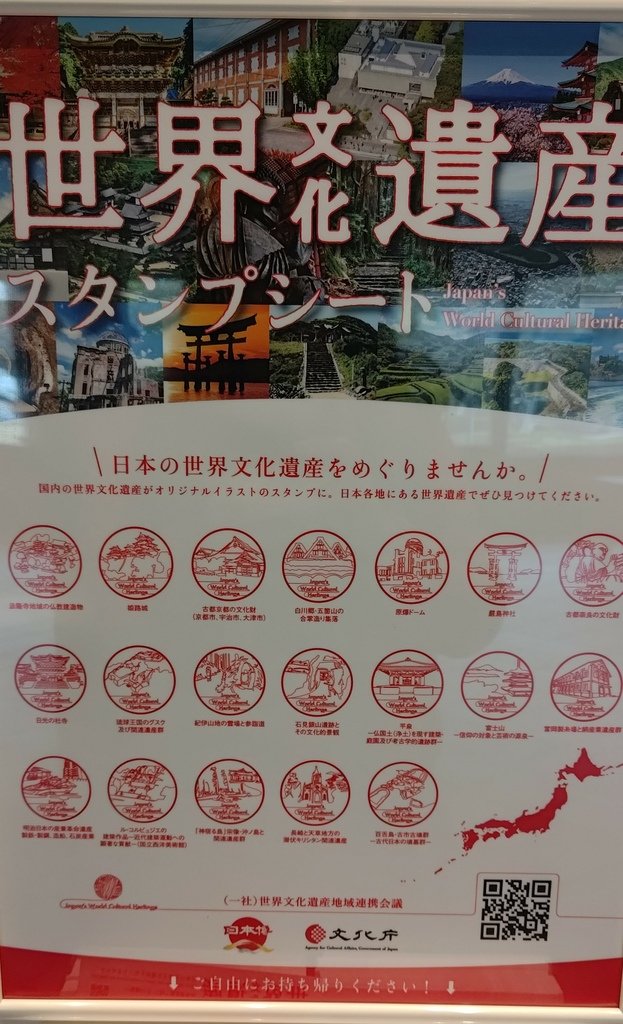 世界文化遺産
スタンプシート
Japan's
World Cultural Herita
日本の世界文化遺産をめぐりませんか。
国内の世界文化遺産がオリジナルイラストのスタンプに。日本各地にある世界遺産でぜひ見つけてください。
法隆寺地域の仏教建造物
姫路城
古都京都の文化財
(京都市、宇治市、大津市)
白川郷・五箇山の
合掌造り集落
原爆ドーム
厳島神社
古都奈良の文化財
日光の社寺
琉球王国のグスク
及び関連遺産群
紀伊山地の霊場と参詣道
石見銀山遺跡と
その文化的景観
平泉
―仏国土(浄土)を表す建築・
庭園及び考古学的遺跡群―
富士山
―信仰の対象と芸術の源泉―
富岡製糸場と絹産業遺産群
明治日本の産業革命遺産
製鉄・製鋼、造船、石炭産業
ル・コルビュジエの
建築作品―近代建築運動への
顕著な貢献―(国立西洋美術館)
「神宿る島」宗像・沖ノ島と
関連遺産群
長崎と天草地方の
潜伏キリシタン関連遺産
百舌鳥・古市古墳群
―古代日本の墳墓群―
Japan's World Cultural Heritage
(一社)世界文化遺産地域連携会議
日本博
文化庁
Agency for Cultural Affairs, Government of Japan
⬇ ご自由にお持ち帰りください! ⬇